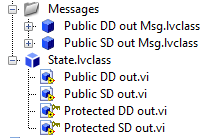 Messages
Public DD out Msg.lvclass
Public SD out Msg.lvclass
State.lvclass
Public DD out.vi
Public SD out.vi
Protected DD out.vi
Protected SD out.vi